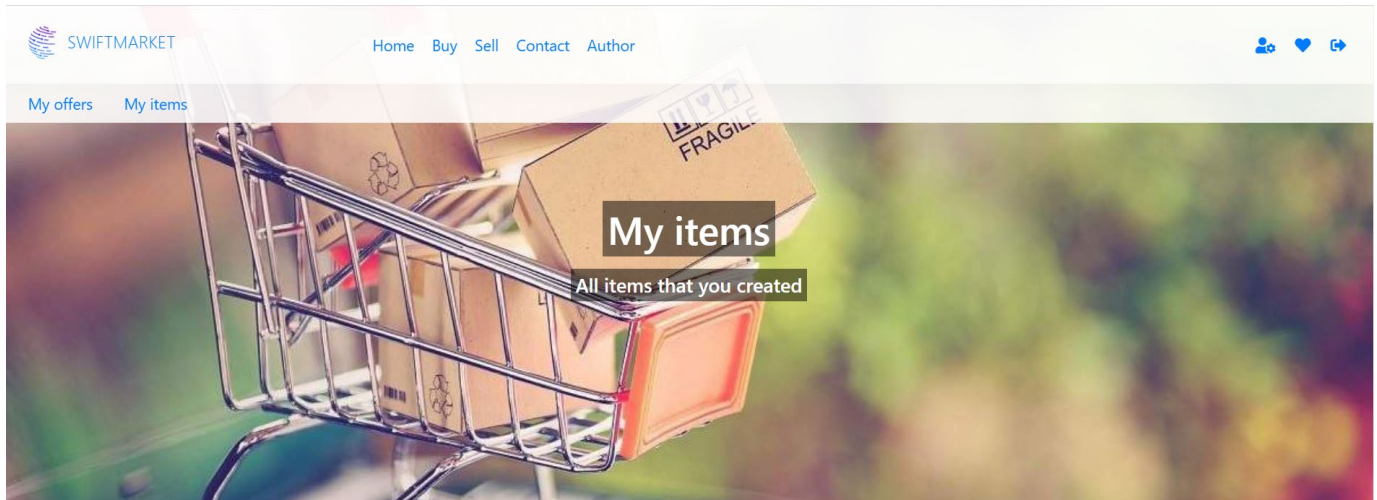 SWIFTMARKET
Home Buy Sell Contact Author
My offers My items
FRAGILE
My items
All items that you created